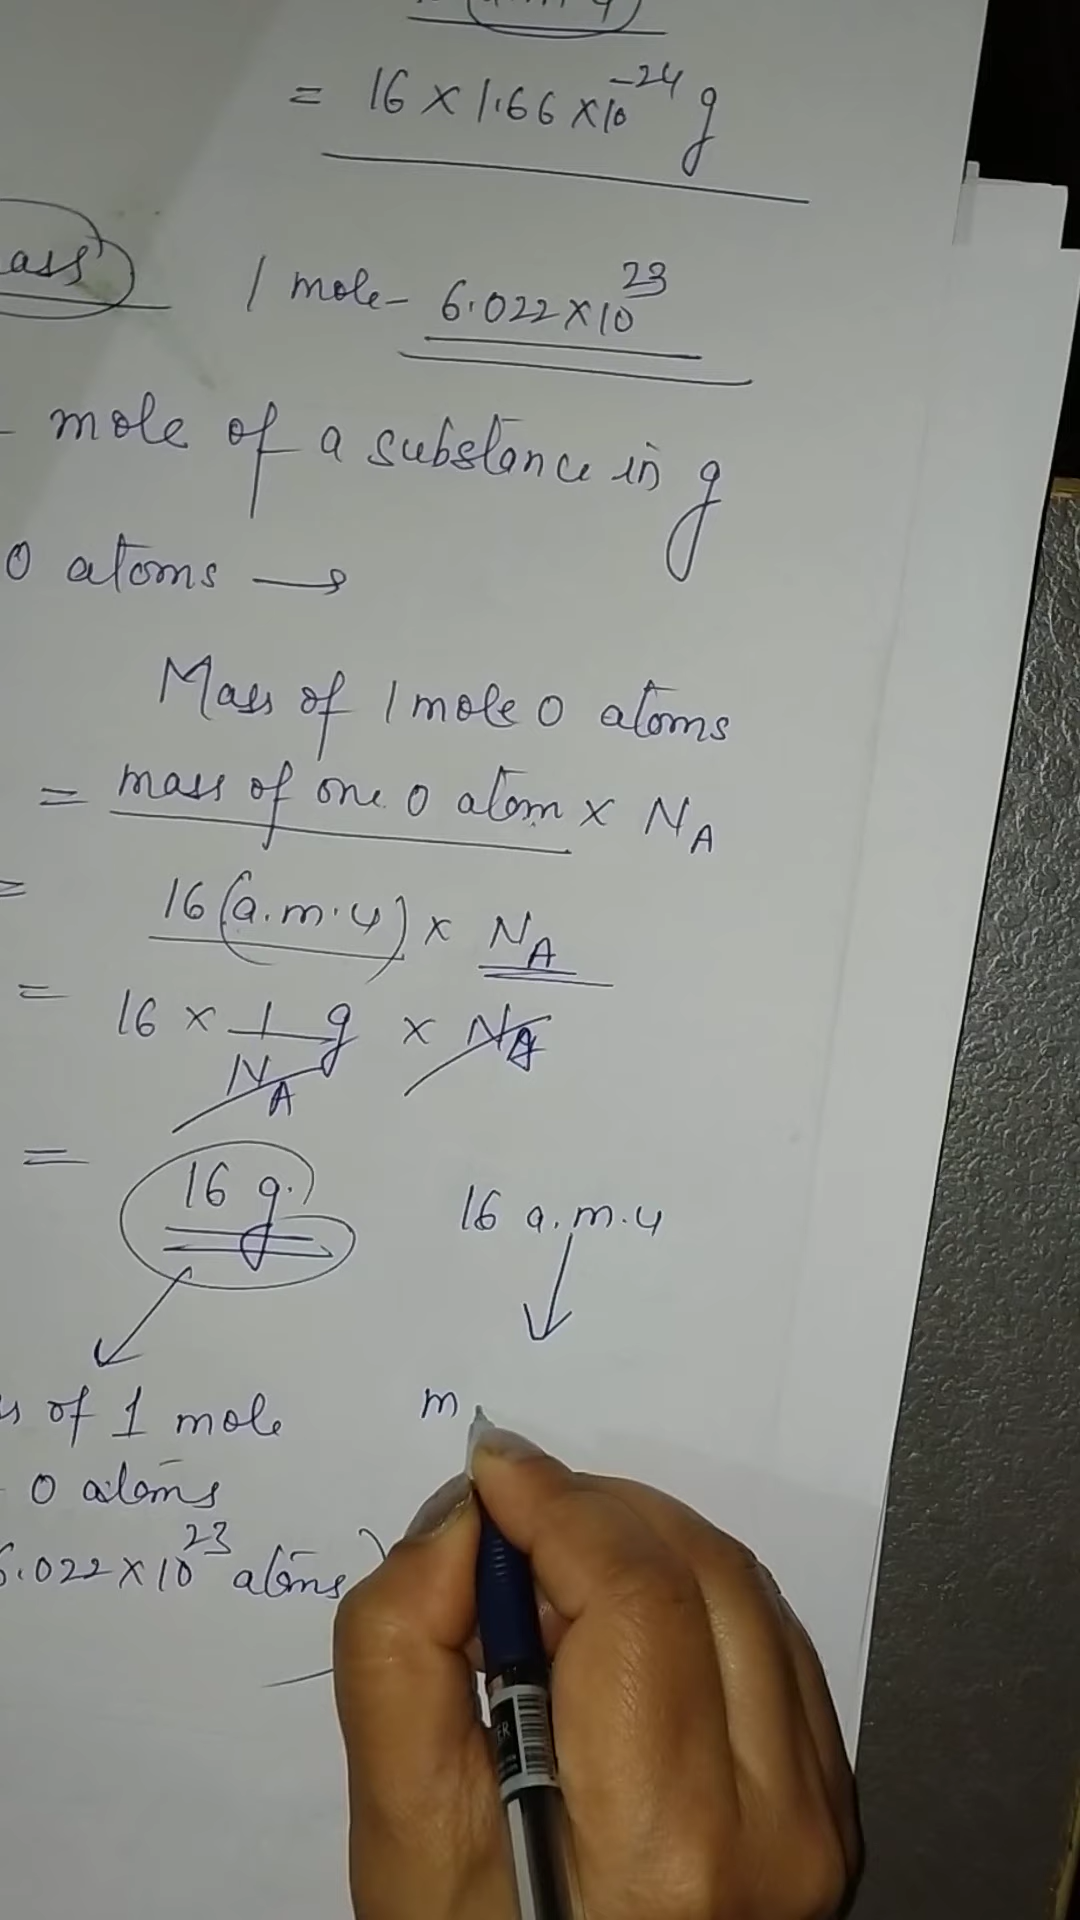 = 16 × 1.66 × 10⁻²⁴ g
ass) 1 mole - 6.022 × 10²³
mole of a substance in g
O atoms →
Mass of 1 mole O atoms
= mass of one O atom × N_A
= 16 (a.m.u) × N_A
= 16 × 1/N_A g × N_A
= 16 g. 16 a.m.u
s of 1 mole m
O atoms
6.022 × 10²³ atoms)